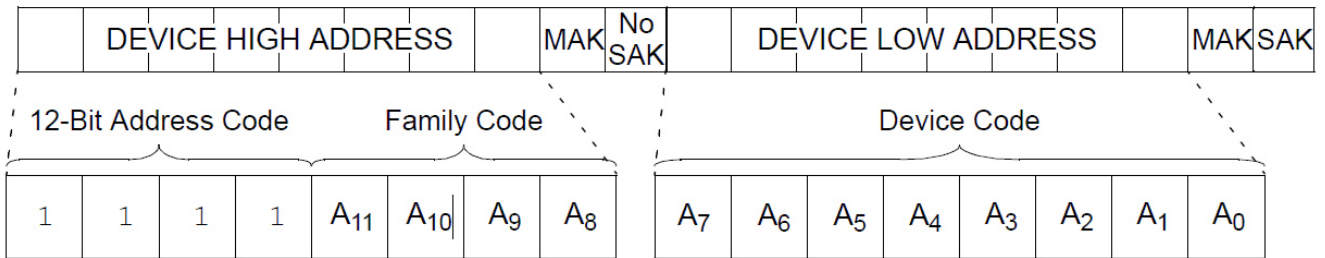 DEVICE HIGH ADDRESS MAK No SAK DEVICE LOW ADDRESS MAK SAK
12-Bit Address Code Family Code Device Code
1 1 1 1 A11 A10 A9 A8 A7 A6 A5 A4 A3 A2 A1 A0